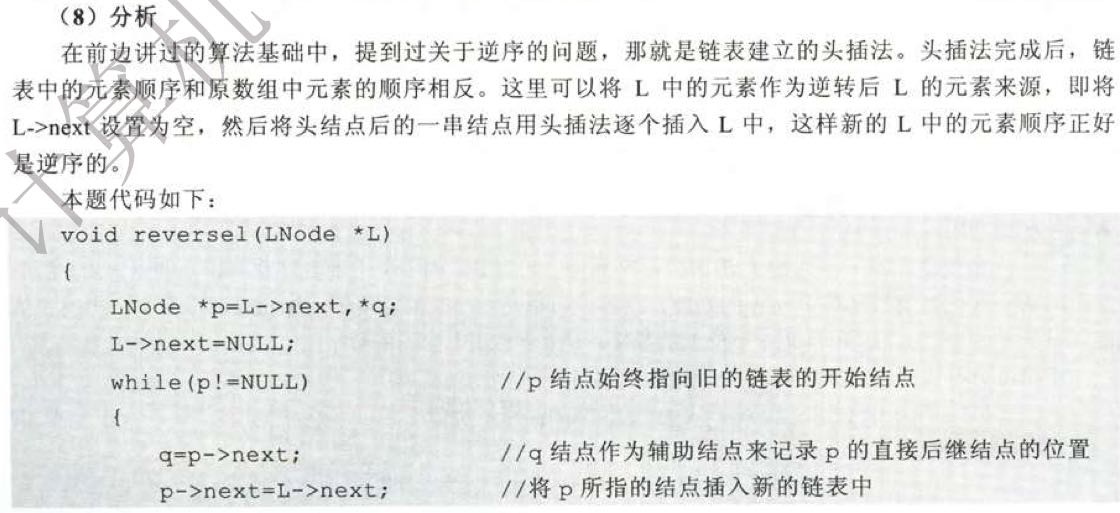 （8）分析
在前边讲过的算法基础中，提到过关于逆序的问题，那就是链表建立的头插法。头插法完成后，链
表中的元素顺序和原数组中元素的顺序相反。这里可以将 L 中的元素作为逆转后 L 的元素来源，即将
L->next 设置为空，然后将头结点后的一串结点用头插法逐个插入 L 中，这样新的 L 中的元素顺序正好
是逆序的。
本题代码如下：
void reversel(LNode *L)
{
LNode *p=L->next,*q;
L->next=NULL;
while(p!=NULL) //p 结点始终指向旧的链表的开始结点
{
q=p->next; //q 结点作为辅助结点来记录 p 的直接后继结点的位置
p->next=L->next; //将 p 所指的结点插入新的链表中
计算机